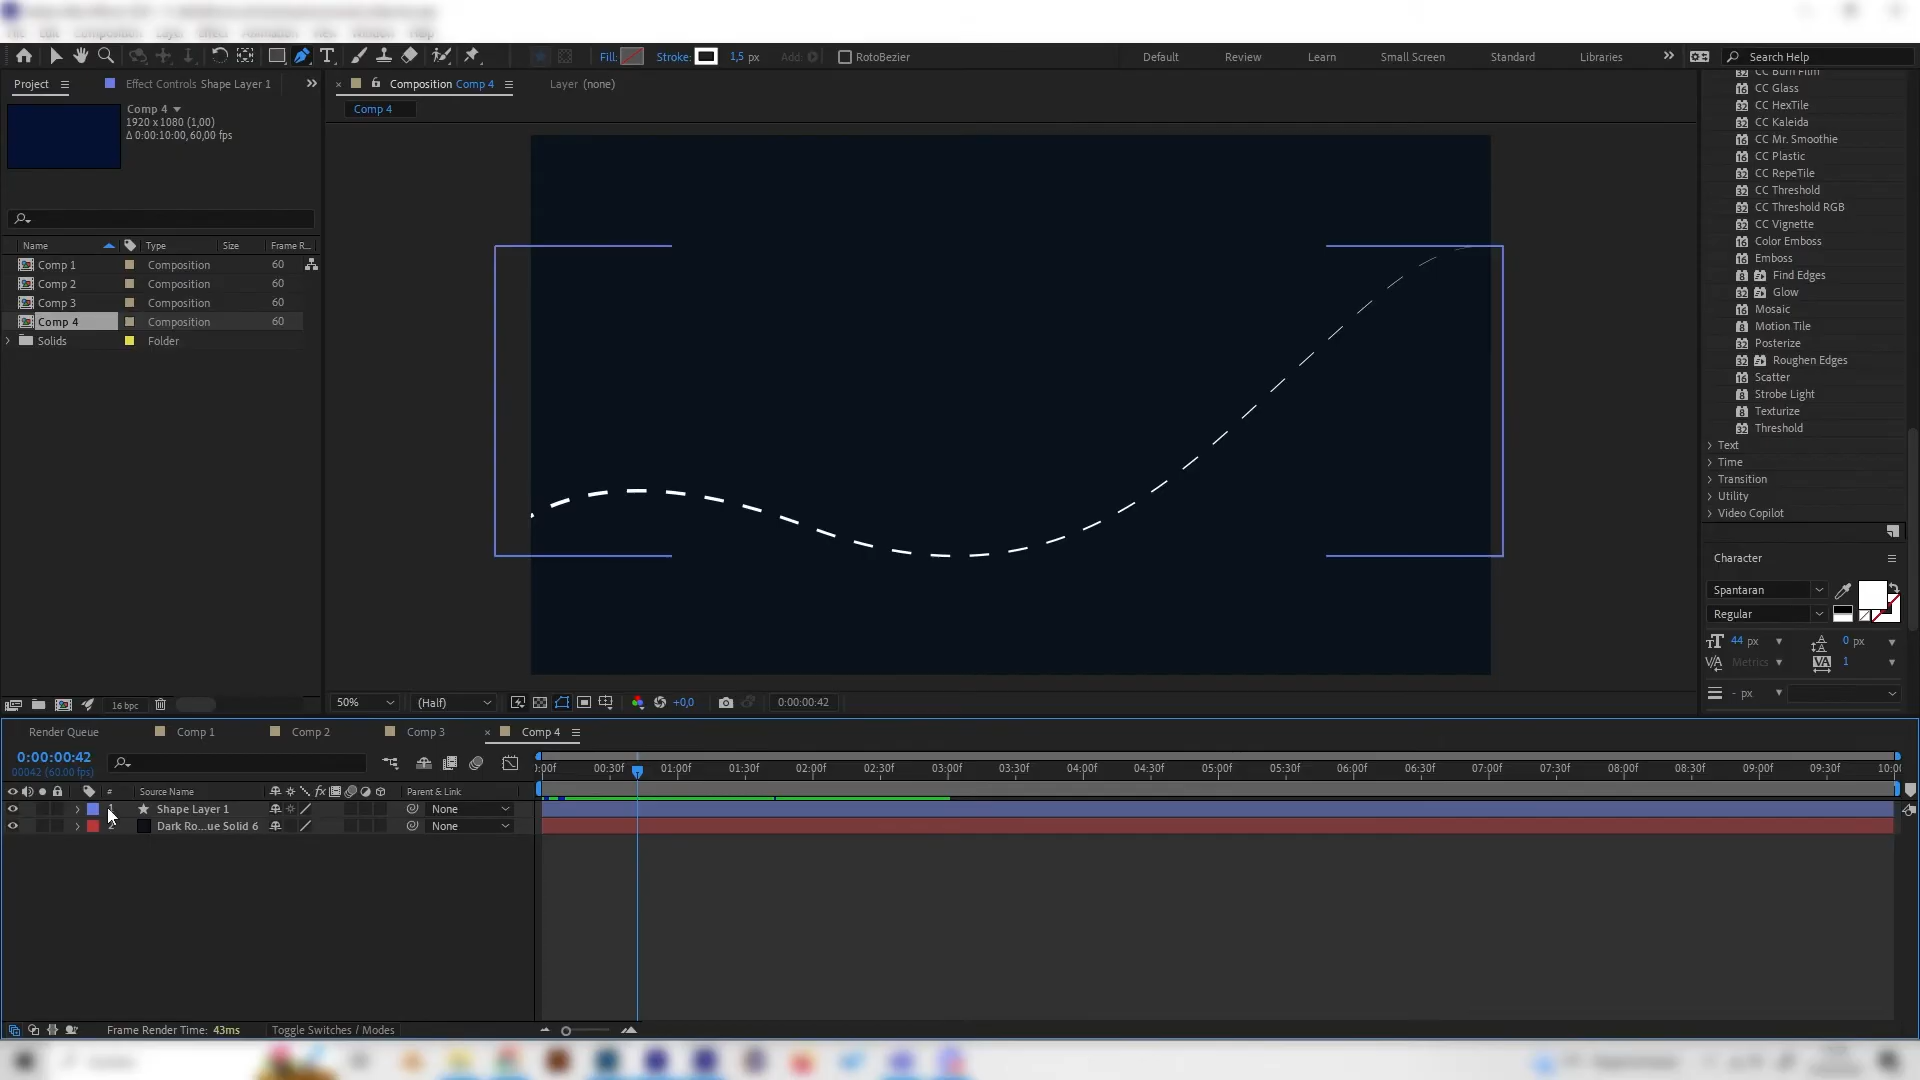 Fill:
Stroke:
1,5 px
Add:
RotoBezier
Default
Review
Learn
Small Screen
Standard
Libraries
Search Help
Project
Effect Controls Shape Layer 1
Composition Comp 4
Layer (none)
Comp 4
1920 x 1080 (1,00)
Δ 0:00:10:00, 60,00 fps
Comp 4
Name
Type
Size
Frame R...
Comp 1 Composition 60
Comp 2 Composition 60
Comp 3 Composition 60
Comp 4 Composition 60
Solids Folder
16 bpc
50%
(Half)
+0,0
0:00:00:42
CC Burn Film
CC Glass
CC HexTile
CC Kaleida
CC Mr. Smoothie
CC Plastic
CC RepeTile
CC Threshold
CC Threshold RGB
CC Vignette
Color Emboss
Emboss
Find Edges
Glow
Mosaic
Motion Tile
Posterize
Roughen Edges
Scatter
Strobe Light
Texturize
Threshold
Text
Time
Transition
Utility
Video Copilot
Character
Spantaran
Regular
44 px
0 px
Metrics
1
- px
Render Queue
Comp 1
Comp 2
Comp 3
Comp 4
0:00:00:42
00042 (60.00 fps)
:00f 00:30f 01:00f 01:30f 02:00f 02:30f 03:00f 03:30f 04:00f 04:30f 05:00f 05:30f 06:00f 06:30f 07:00f 07:30f 08:00f 08:30f 09:00f 09:30f 10:0
# Source Name
Parent & Link
1 Shape Layer 1 None
2 Dark Ro...ue Solid 6 None
Frame Render Time: 43ms
Toggle Switches / Modes